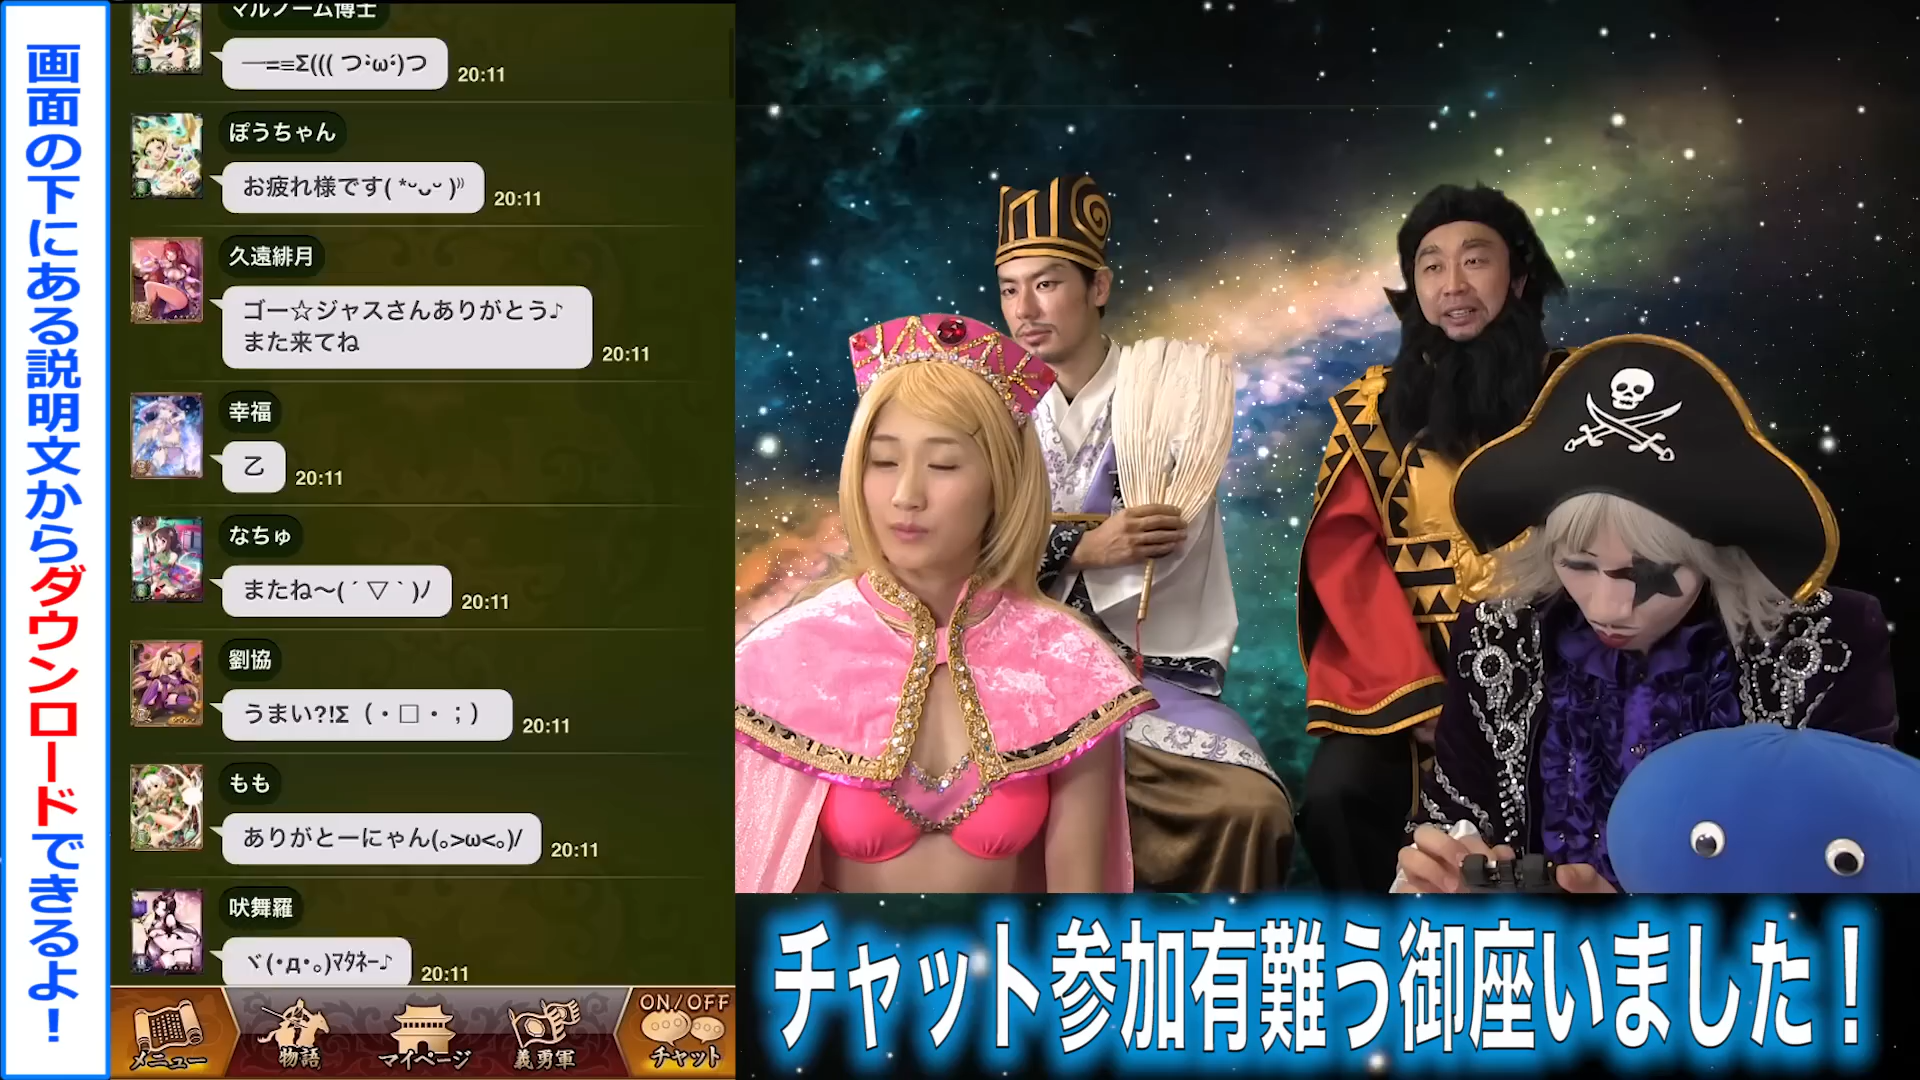 画面の下にある説明文からダウンロードできるよ！
マルノーム博士
―=≡Σ((( つ•̀ω•́)つ
20:11
ぽうちゃん
お疲れ様です( *ᵕᴗᵕ )⁾⁾
20:11
久遠緋月
ゴー☆ジャスさんありがとう♪
また来てね
20:11
幸福
乙
20:11
なちゅ
またね〜(´▽｀)ﾉ
20:11
劉協
うまい?!Σ（・□・；）
20:11
もも
ありがとーにゃん(｡>ω<｡)/
20:11
吠舞羅
ヾ(･д･｡)ﾏﾀﾈｰ♪
20:11
メニュー
物語
マイページ
義勇軍
ON/OFF
チャット
チャット参加有難う御座いました！